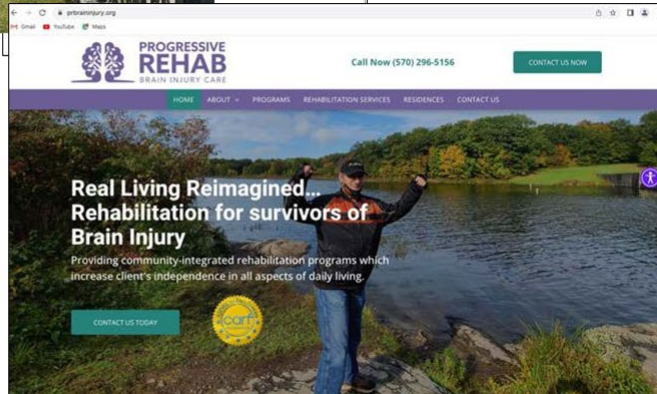 prbraininjury.org
Gmail
YouTube
Maps
PROGRESSIVE
REHAB
BRAIN INJURY CARE
Call Now (570) 296-5156
CONTACT US NOW
HOME ABOUT PROGRAMS REHABILITATION SERVICES RESIDENCES CONTACT US
Real Living Reimagined...
Rehabilitation for survivors of
Brain Injury
Providing community-integrated rehabilitation programs which
increase client's independence in all aspects of daily living.
CONTACT US TODAY
carf